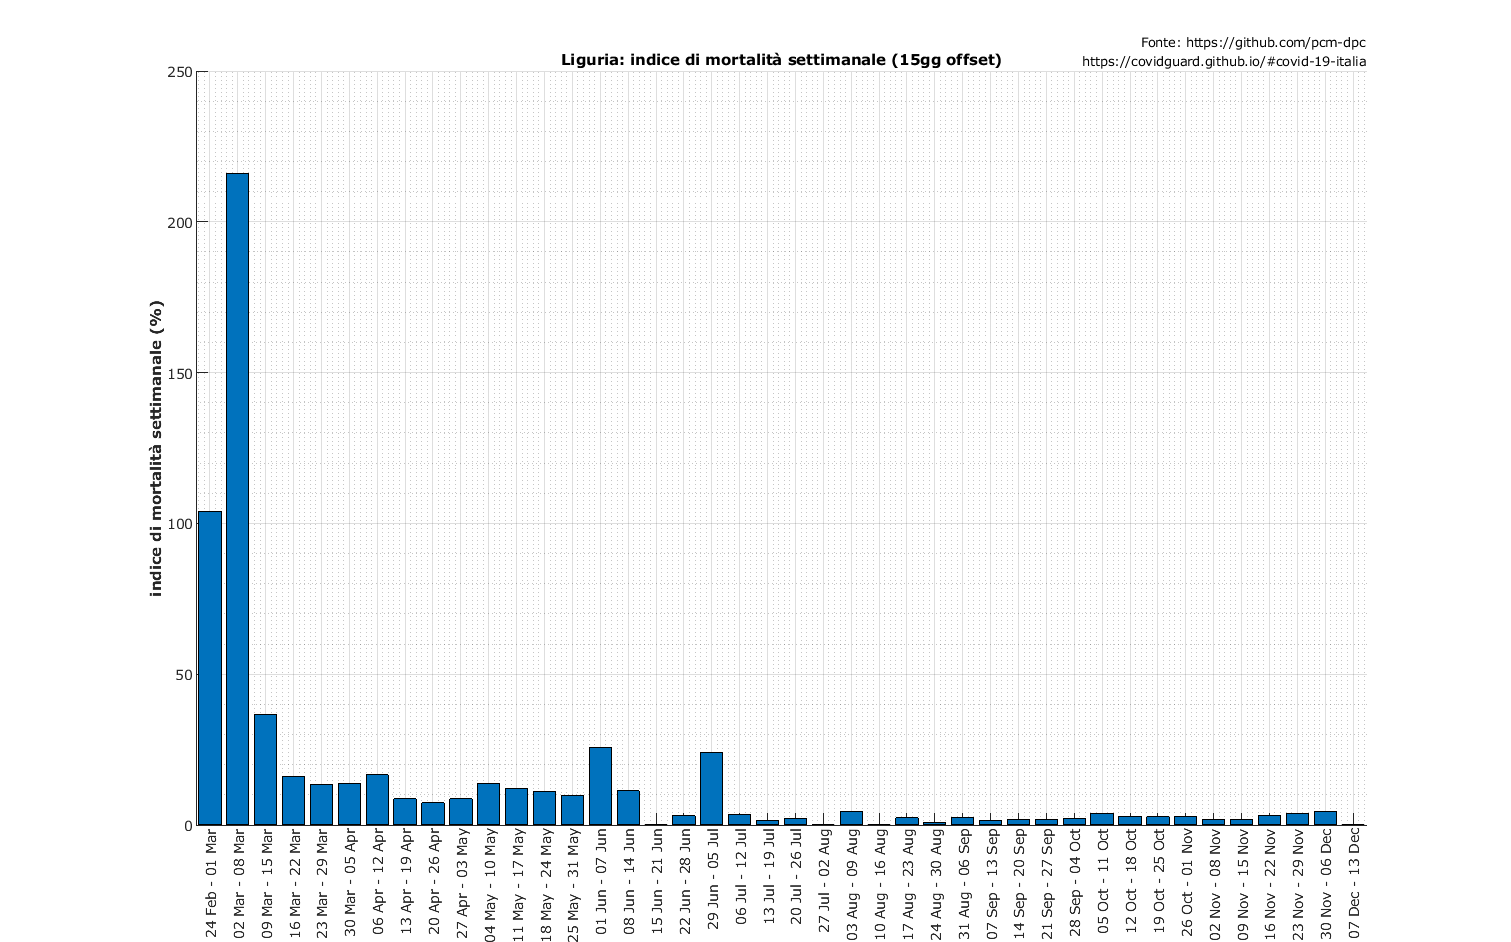 Fonte: https://github.com/pcm-dpc
https://covidguard.github.io/#covid-19-italia
Liguria: indice di mortalità settimanale (15gg offset)
indice di mortalità settimanale (%)
250
200
150
100
50
0
24 Feb - 01 Mar
02 Mar - 08 Mar
09 Mar - 15 Mar
16 Mar - 22 Mar
23 Mar - 29 Mar
30 Mar - 05 Apr
06 Apr - 12 Apr
13 Apr - 19 Apr
20 Apr - 26 Apr
27 Apr - 03 May
04 May - 10 May
11 May - 17 May
18 May - 24 May
25 May - 31 May
01 Jun - 07 Jun
08 Jun - 14 Jun
15 Jun - 21 Jun
22 Jun - 28 Jun
29 Jun - 05 Jul
06 Jul - 12 Jul
13 Jul - 19 Jul
20 Jul - 26 Jul
27 Jul - 02 Aug
03 Aug - 09 Aug
10 Aug - 16 Aug
17 Aug - 23 Aug
24 Aug - 30 Aug
31 Aug - 06 Sep
07 Sep - 13 Sep
14 Sep - 20 Sep
21 Sep - 27 Sep
28 Sep - 04 Oct
05 Oct - 11 Oct
12 Oct - 18 Oct
19 Oct - 25 Oct
26 Oct - 01 Nov
02 Nov - 08 Nov
09 Nov - 15 Nov
16 Nov - 22 Nov
23 Nov - 29 Nov
30 Nov - 06 Dec
07 Dec - 13 Dec